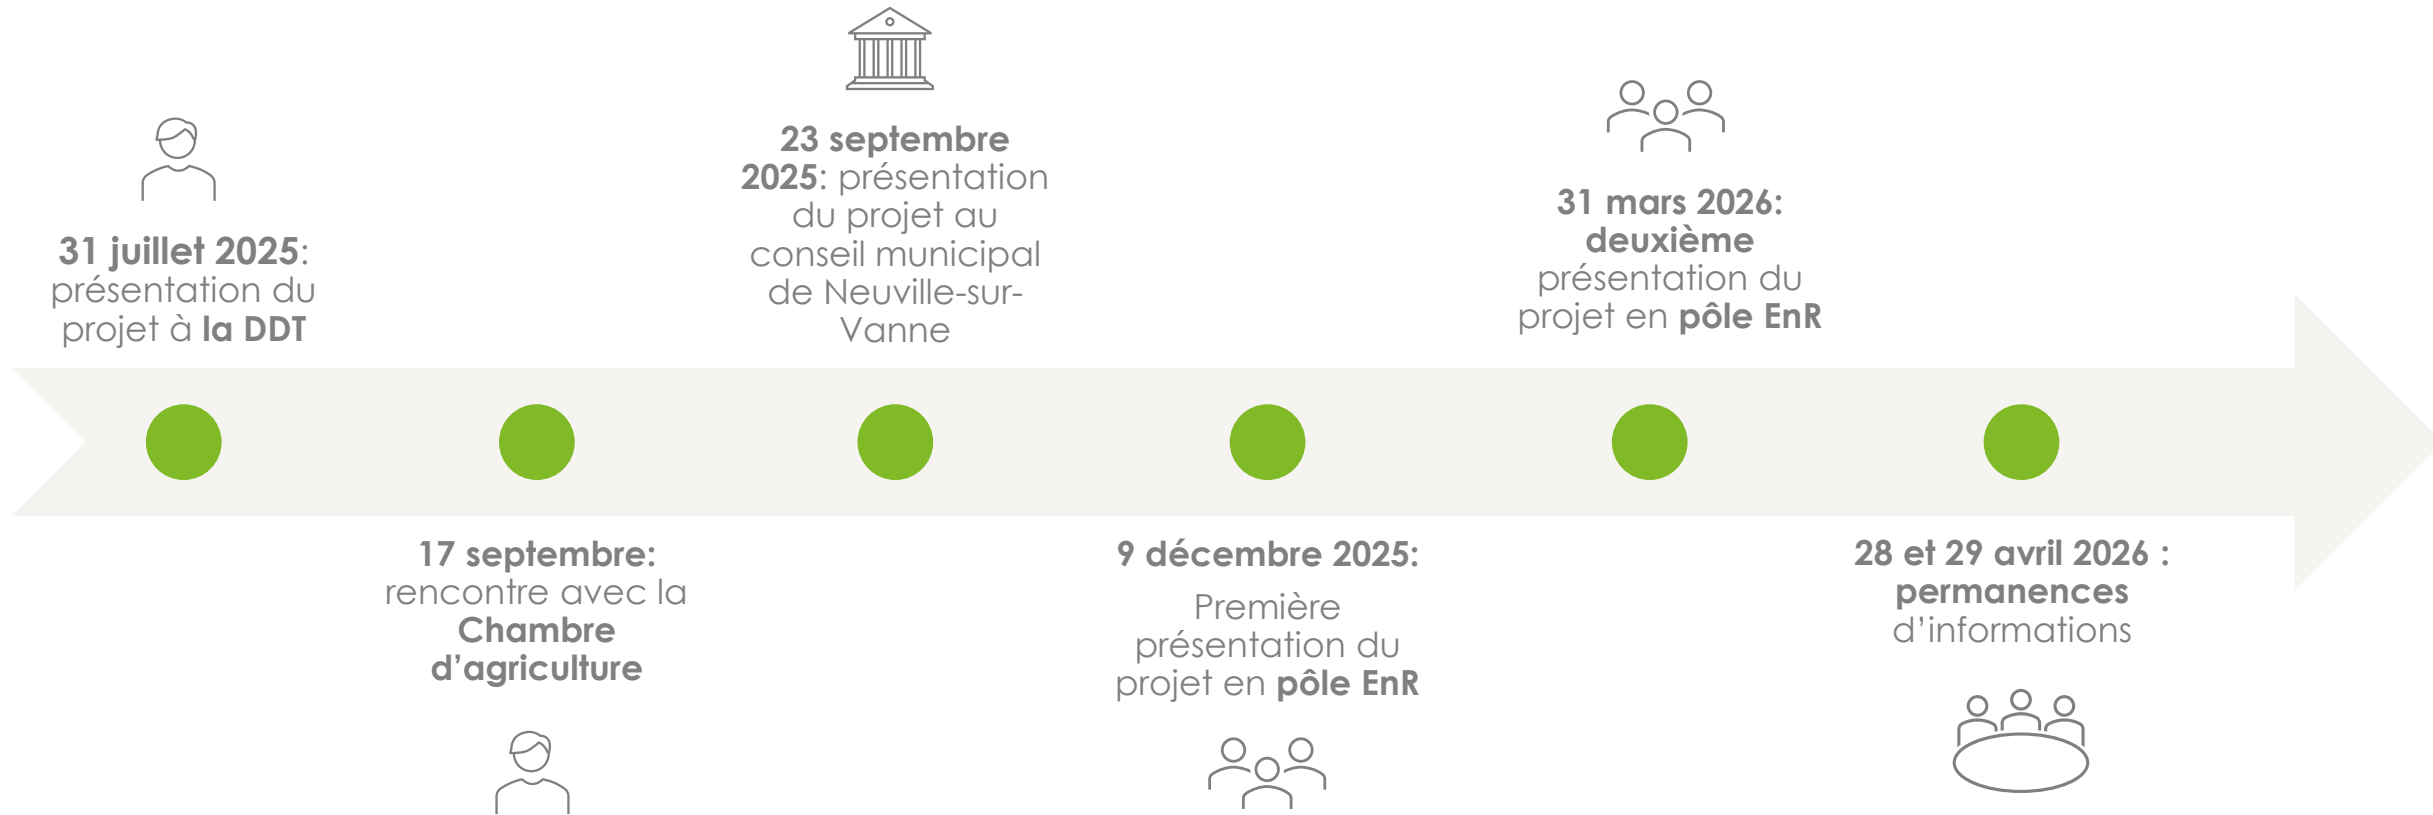 31 juillet 2025:
présentation du
projet à la DDT
17 septembre:
rencontre avec la
Chambre
d’agriculture
23 septembre
2025: présentation
du projet au
conseil municipal
de Neuville-sur-
Vanne
9 décembre 2025:
Première
présentation du
projet en pôle EnR
31 mars 2026:
deuxième
présentation du
projet en pôle EnR
28 et 29 avril 2026 :
permanences
d’informations